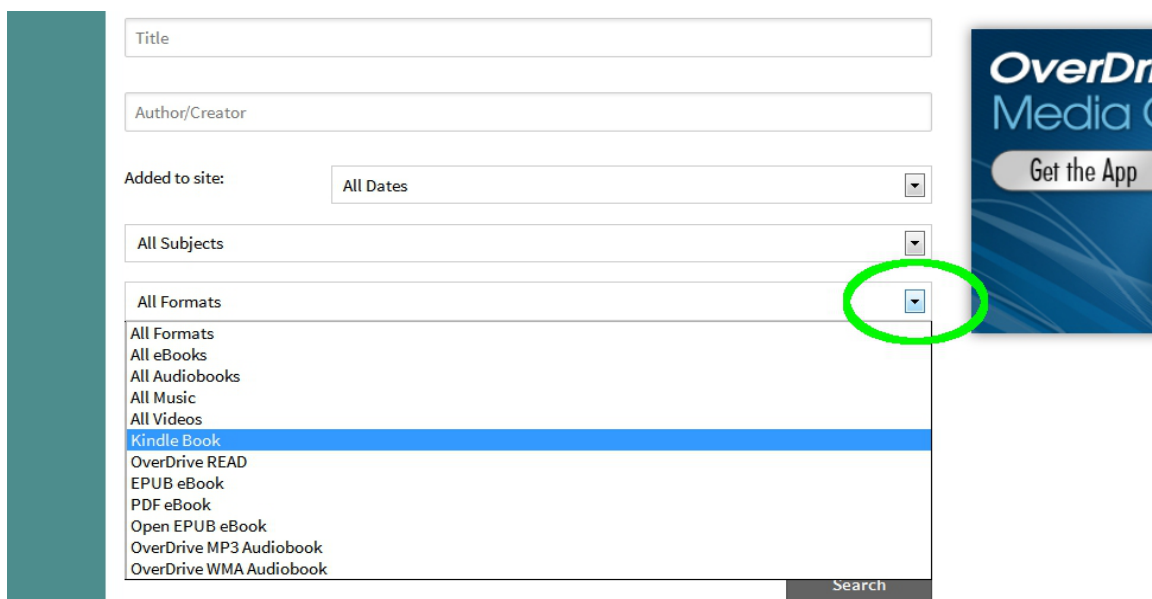 Title
Author/Creator
Added to site:
All Dates
All Subjects
All Formats
All Formats
All eBooks
All Audiobooks
All Music
All Videos
Kindle Book
OverDrive READ
EPUB eBook
PDF eBook
Open EPUB eBook
OverDrive MP3 Audiobook
OverDrive WMA Audiobook
Search
Media
Get the App